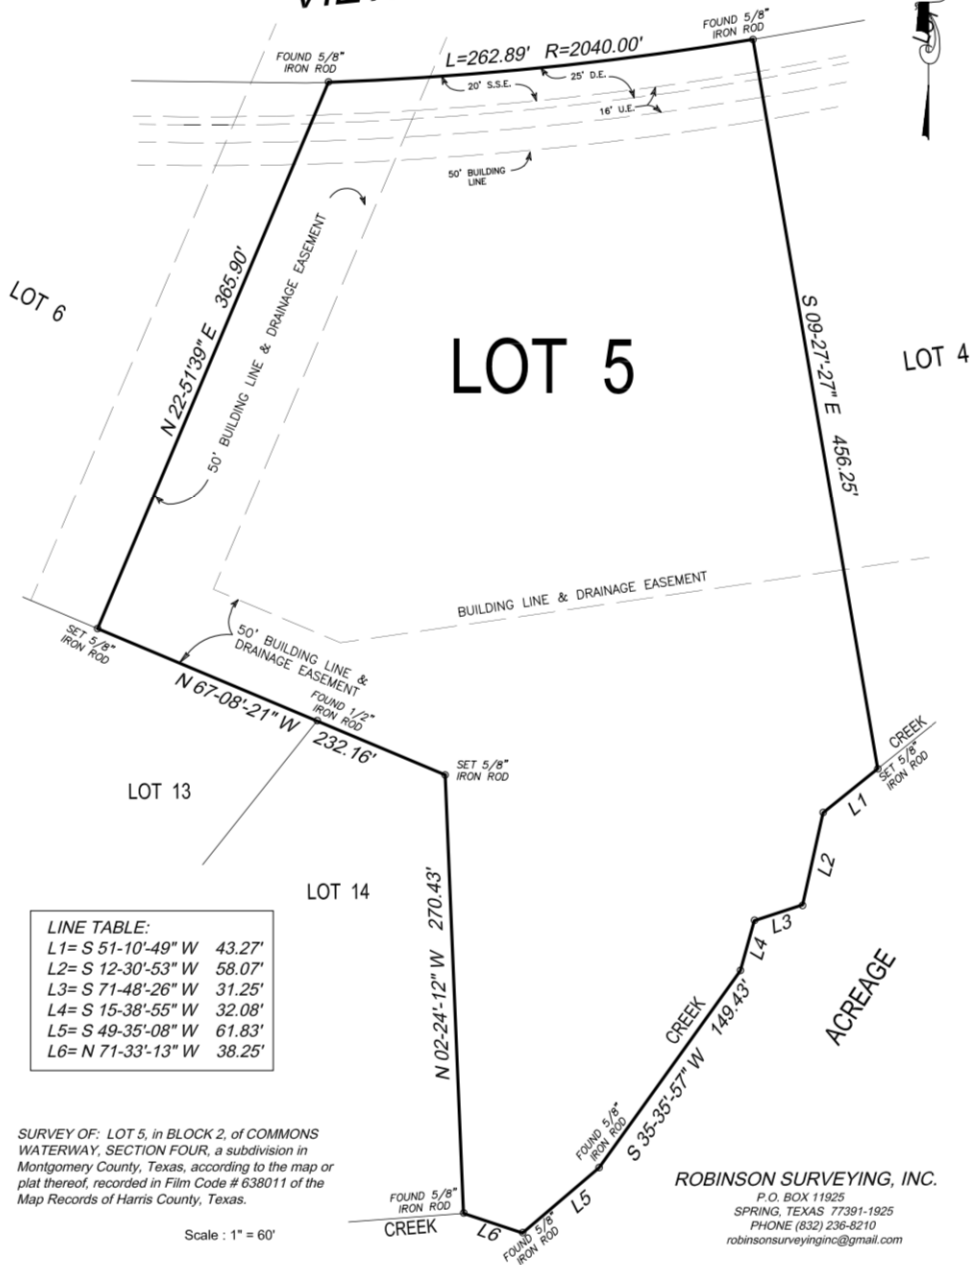 FOUND 5/8"
IRON ROD
FOUND 5/8"
IRON ROD
L=262.89' R=2040.00'
20' S.S.E.
25' D.E.
16' U.E.
50' BUILDING
LINE
LOT 6
N 22-51'39" E 365.90'
50' BUILDING LINE & DRAINAGE EASEMENT
LOT 5
S 09-27'-27" E 456.25'
LOT 4
BUILDING LINE & DRAINAGE EASEMENT
SET 5/8"
IRON ROD
50' BUILDING LINE &
DRAINAGE EASEMENT
N 67-08'-21" W 232.16'
FOUND 1/2"
IRON ROD
SET 5/8"
IRON ROD
CREEK
SET 5/8"
IRON ROD
LOT 13
L1
L2
L3
L4
LOT 14
N 02-24'-12" W 270.43'
LINE TABLE:
L1= S 51-10'-49" W 43.27'
L2= S 12-30'-53" W 58.07'
L3= S 71-48'-26" W 31.25'
L4= S 15-38'-55" W 32.08'
L5= S 49-35'-08" W 61.83'
L6= N 71-33'-13" W 38.25'
ACREAGE
CREEK
S 35-35'-57" W 149.43'
FOUND 5/8"
IRON ROD
L5
FOUND 5/8"
IRON ROD
CREEK
L6
FOUND 5/8"
IRON ROD
SURVEY OF: LOT 5, in BLOCK 2, of COMMONS
WATERWAY, SECTION FOUR, a subdivision in
Montgomery County, Texas, according to the map or
plat thereof, recorded in Film Code # 638011 of the
Map Records of Harris County, Texas.
Scale : 1" = 60'
ROBINSON SURVEYING, INC.
P.O. BOX 11925
SPRING, TEXAS 77391-1925
PHONE (832) 236-8210
robinsonsurveyinginc@gmail.com